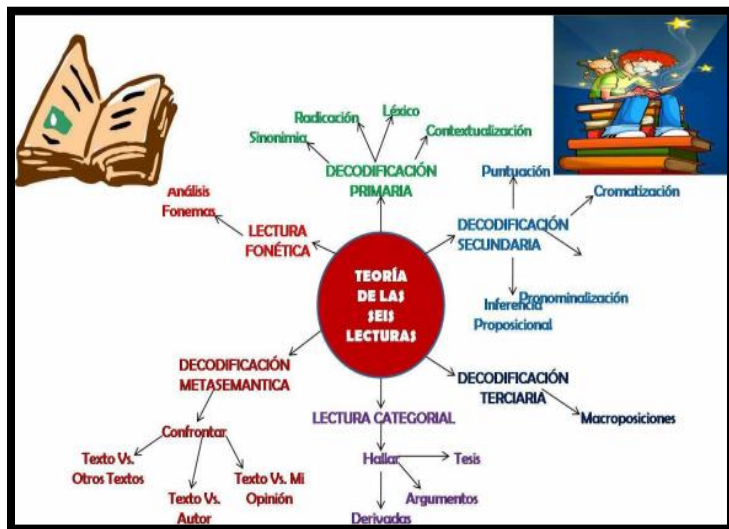 Léxico
Radicación
Sinonimia
Contextualización
DECODIFICACIÓN
PRIMARIA
Puntuación
Cromatización
DECODIFICACIÓN
SECUNDARIA
Pronominalización
Inferencia
Proposicional
Análisis
Fonemas
LECTURA
FONÉTICA
TEORÍA
DE LAS
SEIS
LECTURAS
DECODIFICACIÓN
TERCIARIA
Macroposiciones
DECODIFICACIÓN
METASEMANTICA
Confrontar
Texto Vs.
Otros Textos
Texto Vs.
Autor
Texto Vs. Mi
Opinión
LECTURA CATEGORIAL
Hallar
Tesis
Argumentos
Derivadas